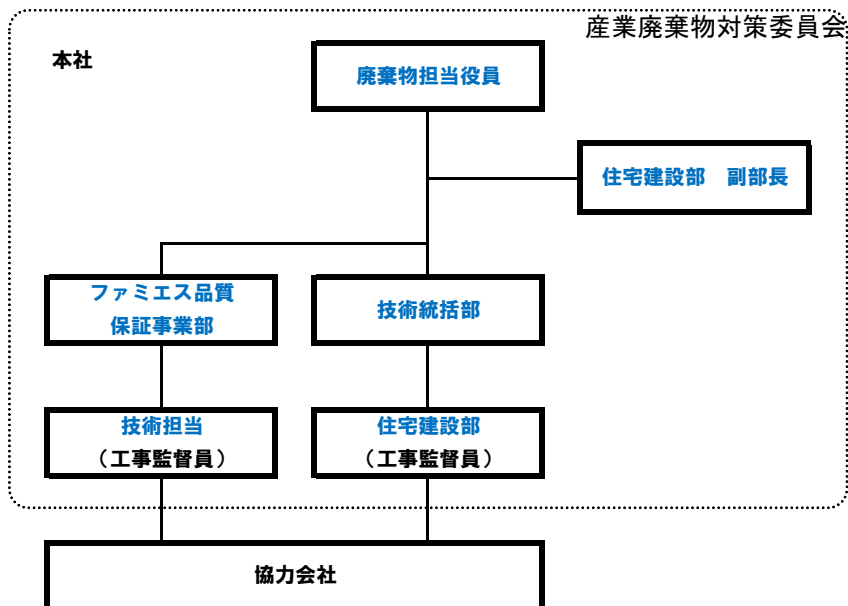 産業廃棄物対策委員会
本社
廃棄物担当役員
住宅建設部　副部長
ファミエス品質
保証事業部
技術統括部
技術担当
（工事監督員）
住宅建設部
（工事監督員）
協力会社